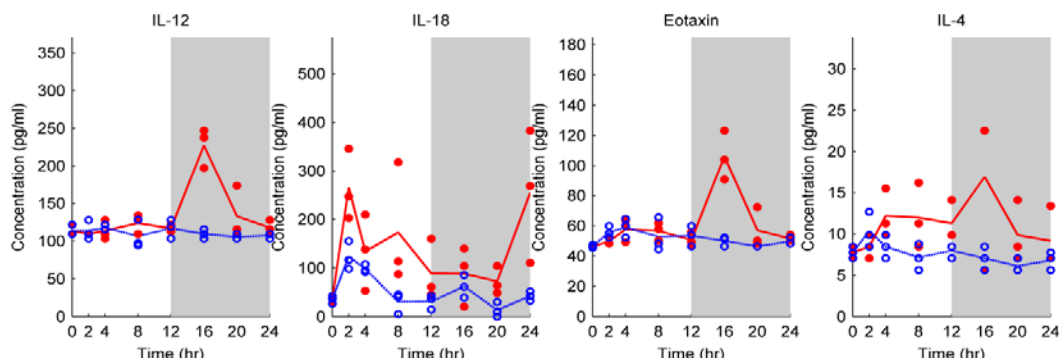 IL-12
Concentration (pg/ml)
350
300
250
200
150
100
50
0
0 2 4 8 12 16 20 24
Time (hr)
IL-18
Concentration (pg/ml)
500
400
300
200
100
0
0 2 4 8 12 16 20 24
Time (hr)
Eotaxin
Concentration (pg/ml)
180
160
140
120
100
80
60
40
20
0
0 2 4 8 12 16 20 24
Time (hr)
IL-4
Concentration (pg/ml)
30
25
20
15
10
5
0
0 2 4 8 12 16 20 24
Time (hr)